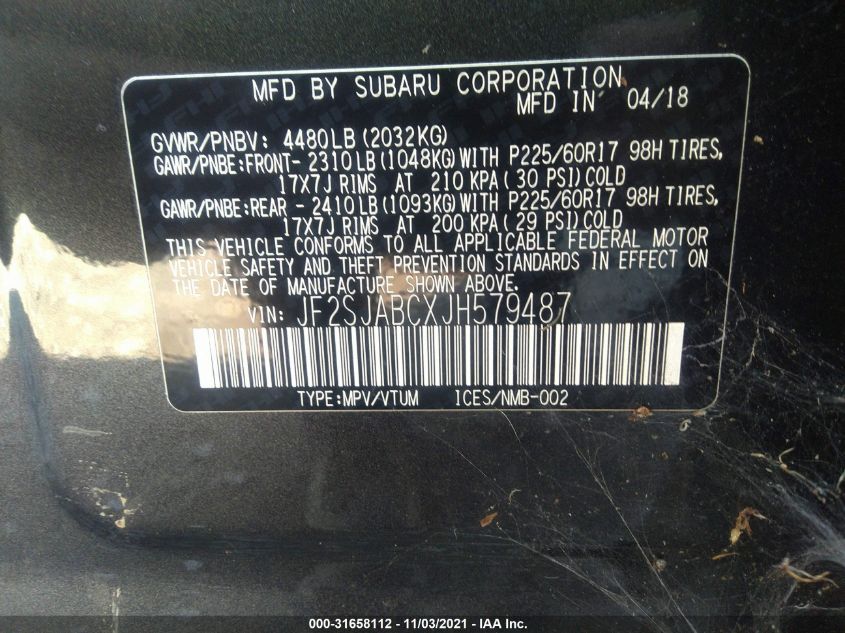 MFD BY SUBARU CORPORATION
MFD IN 04/18
GVWR/PNBV: 4480LB(2032KG)
GAWR/PNBE:FRONT- 2310LB(1048KG)WITH P225/60R17 98H TIRES,
17X7J RIMS AT 210 KPA( 30 PSI)COLD
GAWR/PNBE:REAR - 2410LB(1093KG)WITH P225/60R17 98H TIRES,
17X7J RIMS AT 200 KPA( 29 PSI)COLD
THIS VEHICLE CONFORMS TO ALL APPLICABLE FEDERAL MOTOR
VEHICLE SAFETY AND THEFT PREVENTION STANDARDS IN EFFECT ON
THE DATE OF MANUFACTURE SHOWN ABOVE.
VIN: JF2SJABCXJH579487
TYPE:MPV/VTUM ICES/NMB-002
000-31658112 - 11/03/2021 - IAA Inc.